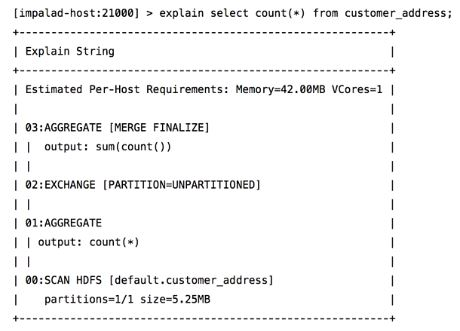 [impalad-host:21000] > explain select count(*) from customer_address;
+----------------------------------------------------------+
| Explain String                                           |
+----------------------------------------------------------+
| Estimated Per-Host Requirements: Memory=42.00MB VCores=1 |
|                                                          |
| 03:AGGREGATE [MERGE FINALIZE]                            |
| |  output: sum(count())                                  |
| |                                                        |
| 02:EXCHANGE [PARTITION=UNPARTITIONED]                    |
| |                                                        |
| 01:AGGREGATE                                             |
| | output: count(*)                                       |
| |                                                        |
| 00:SCAN HDFS [default.customer_address]                  |
|    partitions=1/1 size=5.25MB                            |
+----------------------------------------------------------+